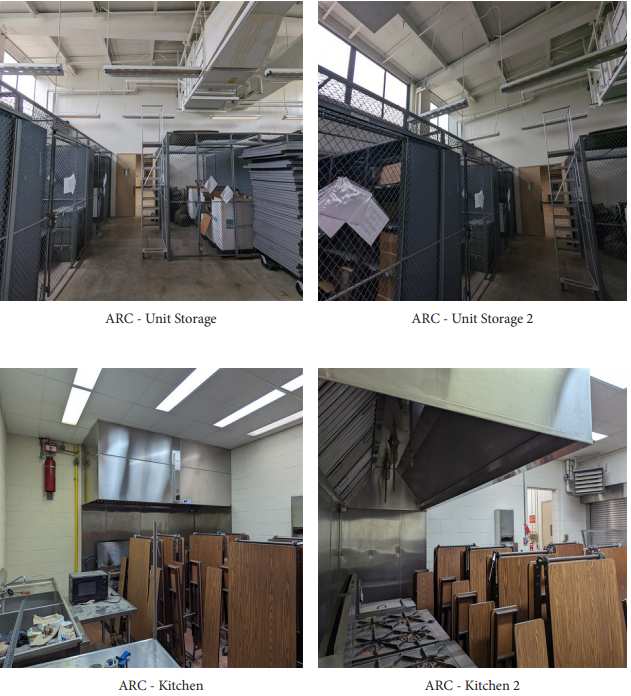 ARC - Unit Storage
ARC - Unit Storage 2
ARC - Kitchen
ARC - Kitchen 2